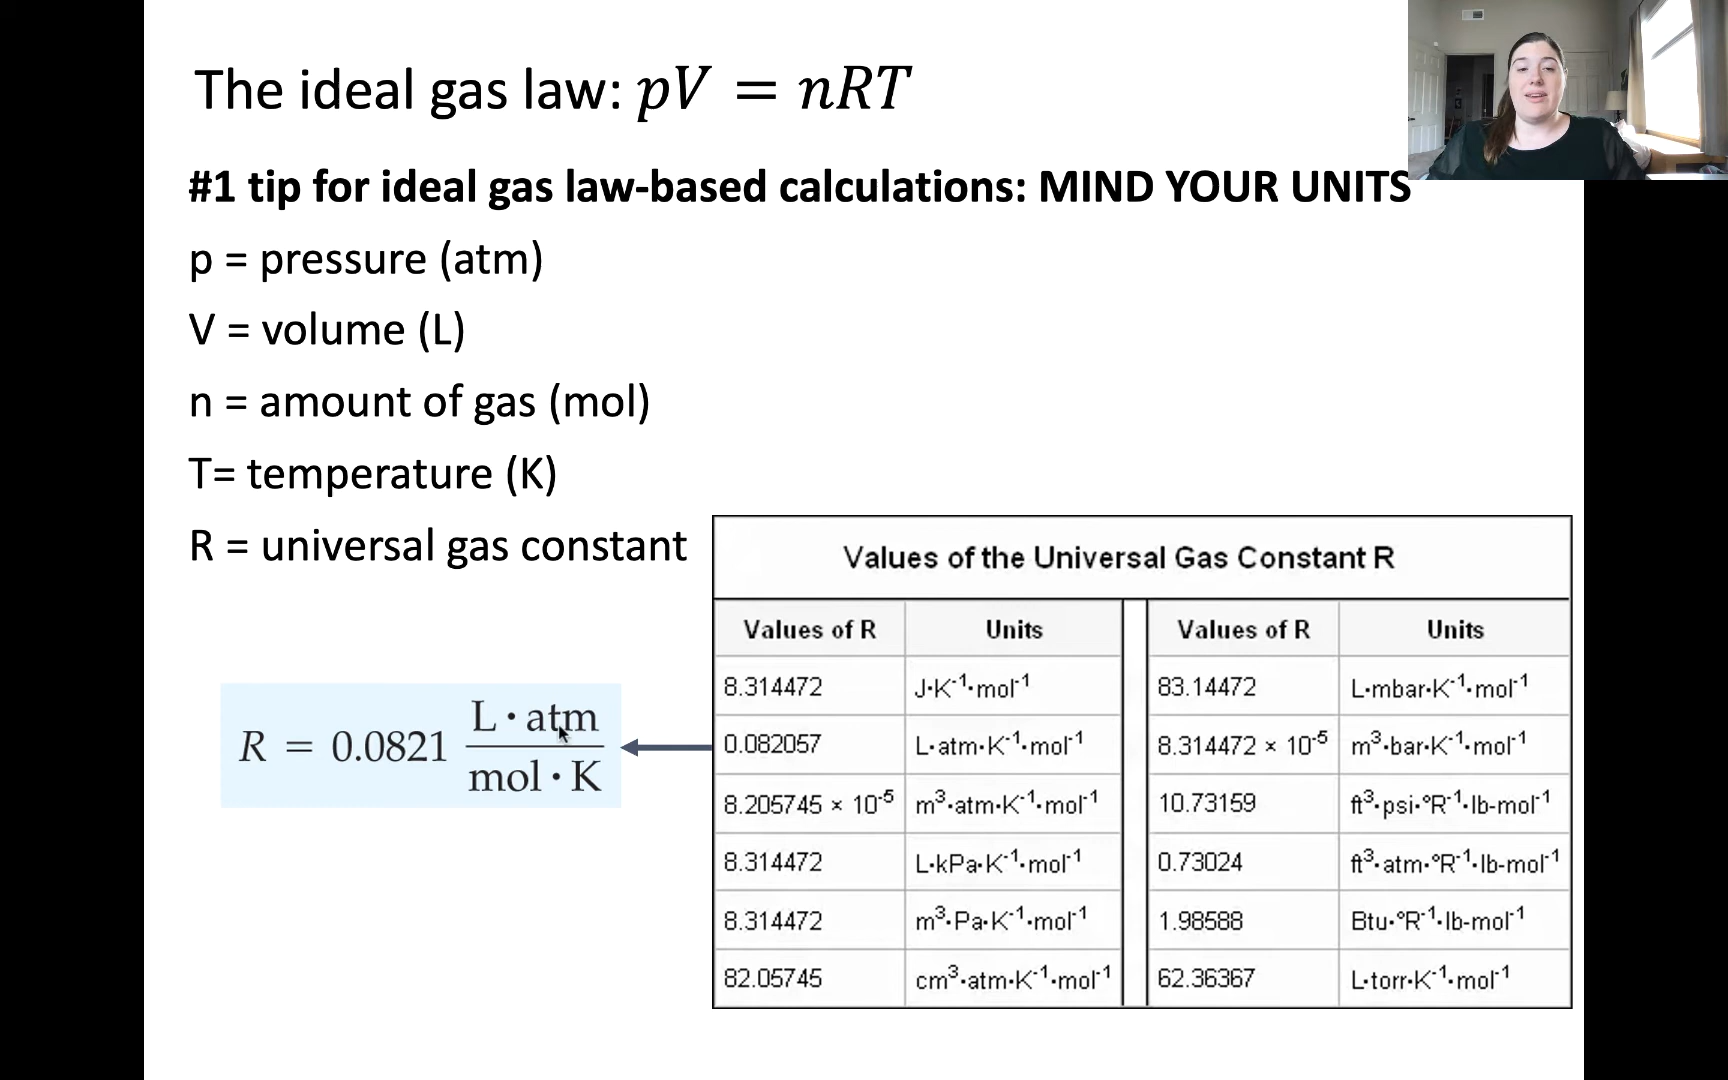 The ideal gas law: pV = nRT
#1 tip for ideal gas law-based calculations: MIND YOUR UNITS
p = pressure (atm)
V = volume (L)
n = amount of gas (mol)
T= temperature (K)
R = universal gas constant
R = 0.0821 L · atm / mol · K
Values of the Universal Gas Constant R
Values of R Units Values of R Units
8.314472 J·K⁻¹·mol⁻¹ 83.14472 L·mbar·K⁻¹·mol⁻¹
0.082057 L·atm·K⁻¹·mol⁻¹ 8.314472 × 10⁻⁵ m³·bar·K⁻¹·mol⁻¹
8.205745 × 10⁻⁵ m³·atm·K⁻¹·mol⁻¹ 10.73159 ft³·psi·°R⁻¹·lb-mol⁻¹
8.314472 L·kPa·K⁻¹·mol⁻¹ 0.73024 ft³·atm·°R⁻¹·lb-mol⁻¹
8.314472 m³·Pa·K⁻¹·mol⁻¹ 1.98588 Btu·°R⁻¹·lb-mol⁻¹
82.05745 cm³·atm·K⁻¹·mol⁻¹ 62.36367 L·torr·K⁻¹·mol⁻¹